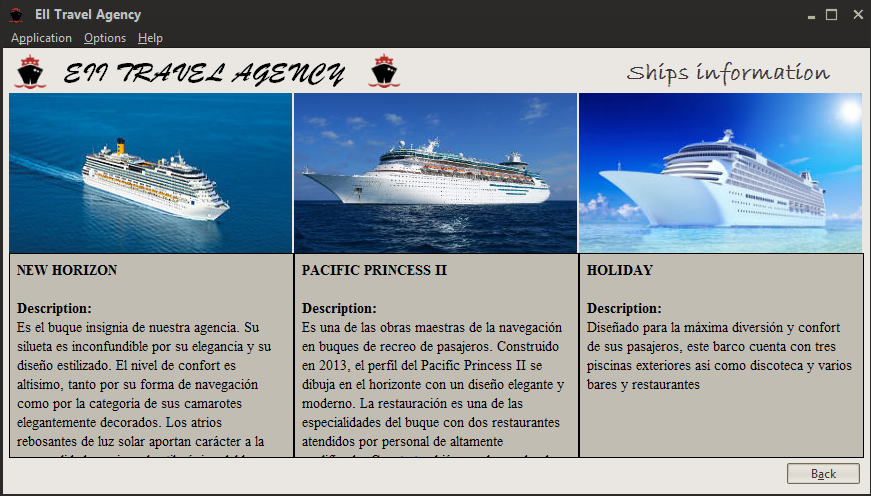 EII Travel Agency
Application Options Help
EII TRAVEL AGENCY
Ships information
NEW HORIZON
Description:
Es el buque insignia de nuestra agencia. Su
silueta es inconfundible por su elegancia y su
diseño estilizado. El nivel de confort es
altísimo, tanto por su forma de navegación
como por la categoría de sus camarotes
elegantemente decorados. Los atrios
rebosantes de luz solar aportan carácter a la
PACIFIC PRINCESS II
Description:
Es una de las obras maestras de la navegación
en buques de recreo de pasajeros. Construido
en 2013, el perfil del Pacific Princess II se
dibuja en el horizonte con un diseño elegante y
moderno. La restauración es una de las
especialidades del buque con dos restaurantes
atendidos por personal de altamente
HOLIDAY
Description:
Diseñado para la máxima diversión y confort
de sus pasajeros, este barco cuenta con tres
piscinas exteriores así como discoteca y varios
bares y restaurantes
Back